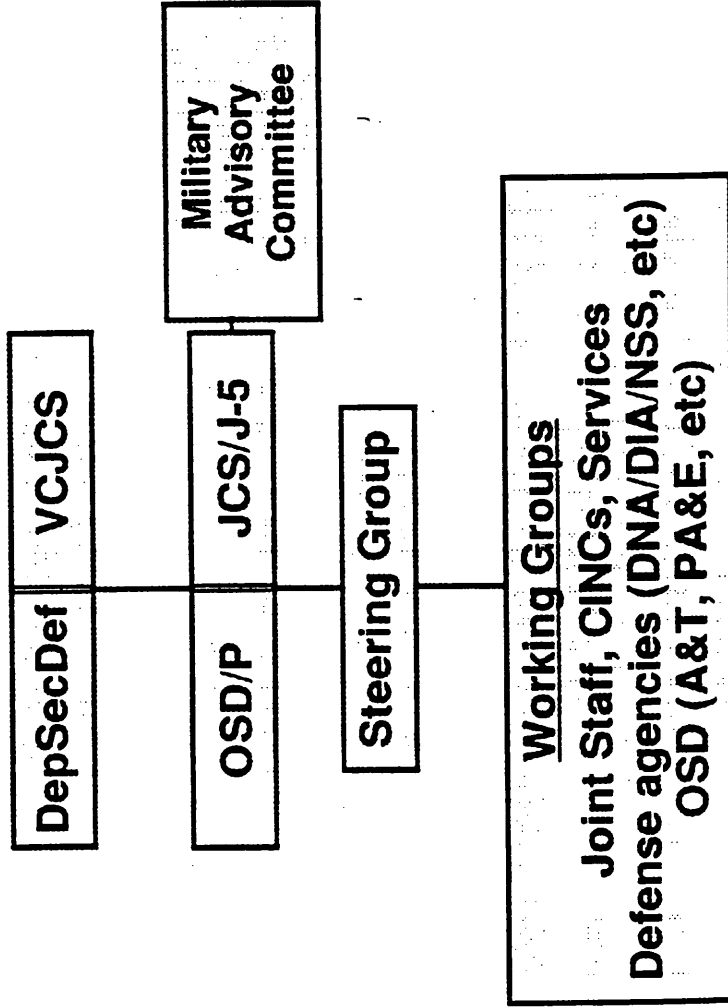 DepSecDef VCJCS
OSD/P JCS/J-5
Military
Advisory
Committee
Steering Group
Working Groups
Joint Staff, CINCs, Services
Defense agencies (DNA/DIA/NSS, etc)
OSD (A&T, PA&E, etc)